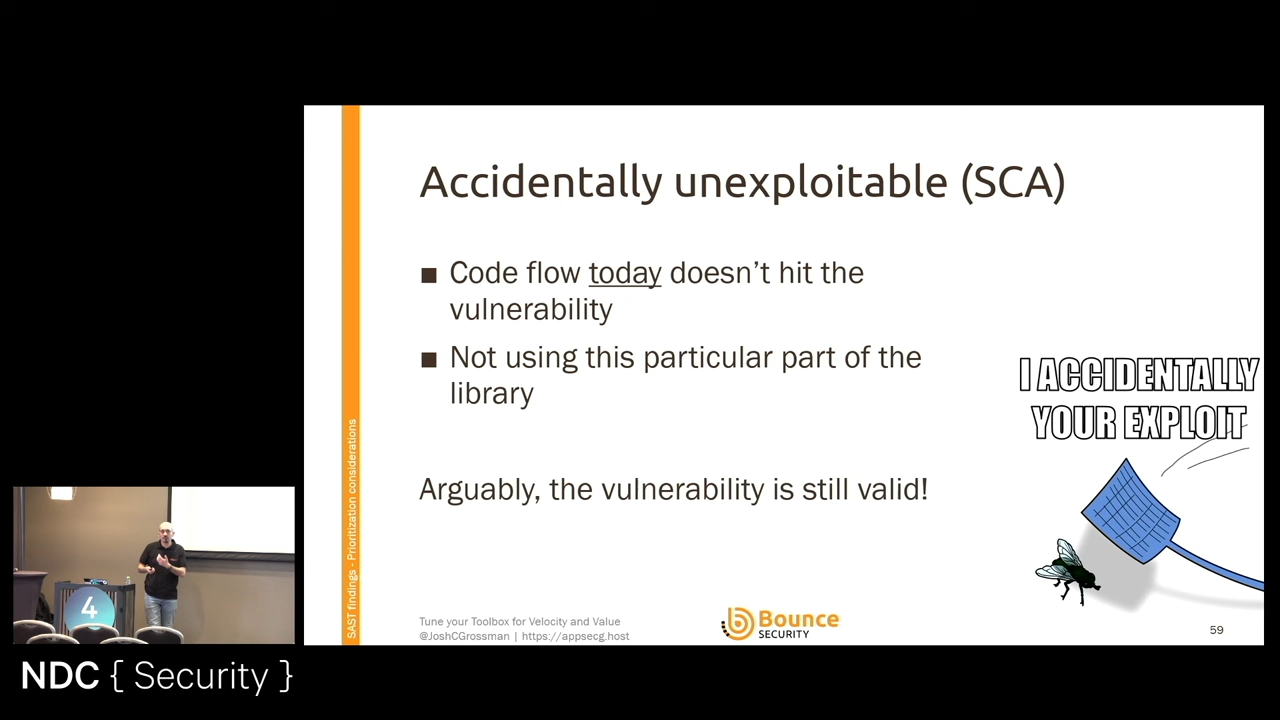 Accidentally unexploitable (SCA)
■ Code flow today doesn't hit the
vulnerability
■ Not using this particular part of the
library
Arguably, the vulnerability is still valid!
I ACCIDENTALLY
YOUR EXPLOIT
SAST findings - Prioritization considerations
Tune your Toolbox for Velocity and Value
@JoshCGrossman | https://appsecg.host
Bounce
SECURITY
59
4
NDC { Security }